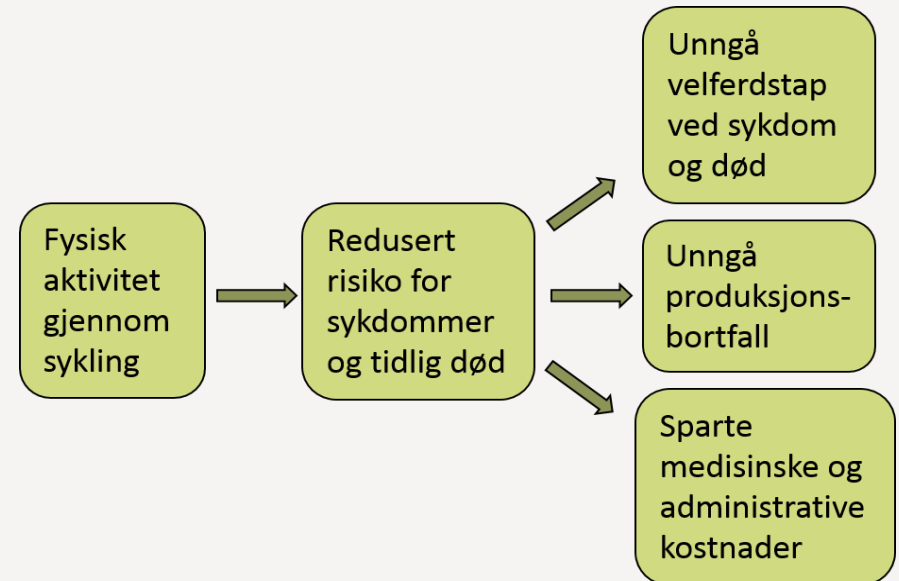 Fysisk
aktivitet
gjennom
sykling
Redusert
risiko for
sykdommer
og tidlig død
Unngå
velferdstap
ved sykdom
og død
Unngå
produksjons-
bortfall
Sparte
medisinske og
administrative
kostnader